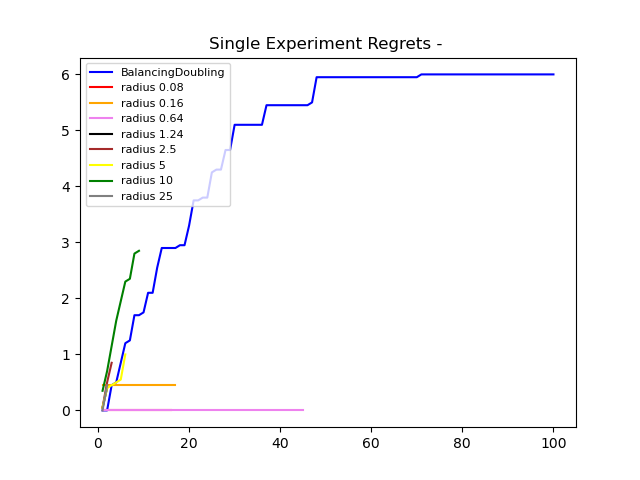 Single Experiment Regrets -
BalancingDoubling
radius 0.08
radius 0.16
radius 0.64
radius 1.24
radius 2.5
radius 5
radius 10
radius 25
6
5
4
3
2
1
0
0 20 40 60 80 100